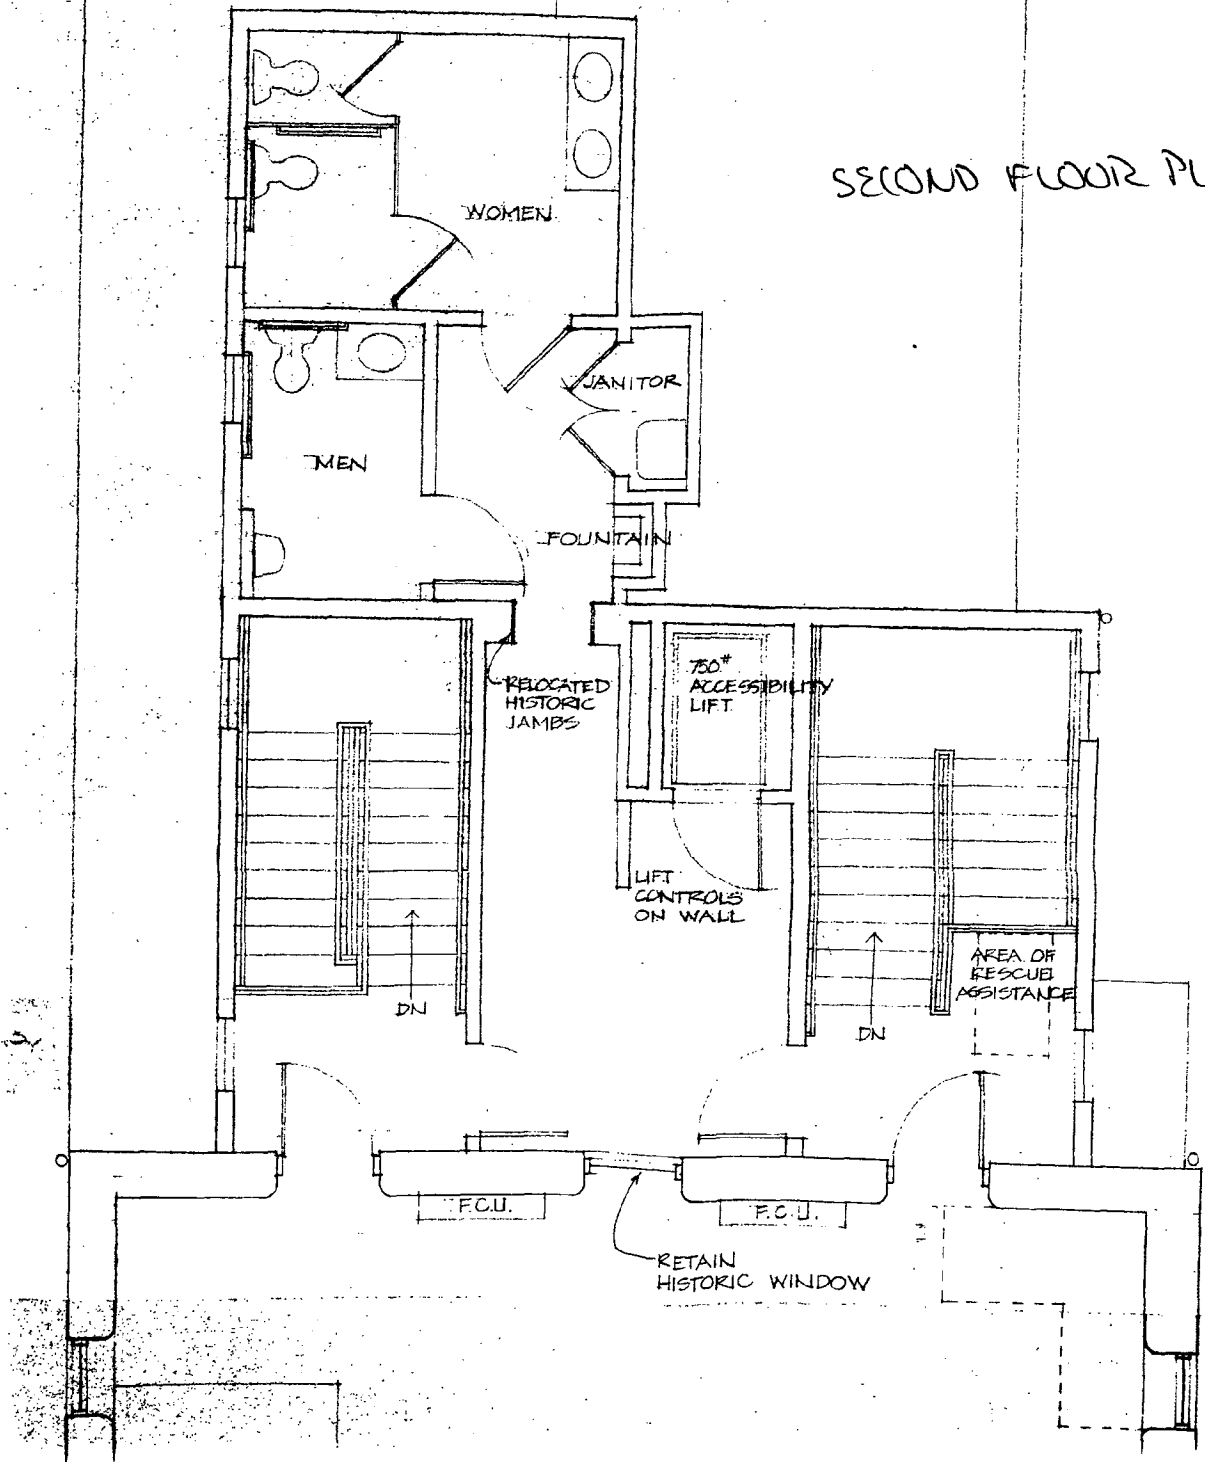 SECOND FLOOR PL
WOMEN
JANITOR
MEN
FOUNTAIN
RELOCATED
HISTORIC
JAMBS
750#
ACCESSIBILITY
LIFT
LIFT
CONTROLS
ON WALL
AREA OF
RESCUE
ASSISTANCE
DN
DN
F.C.U.
F.C.U.
RETAIN
HISTORIC WINDOW